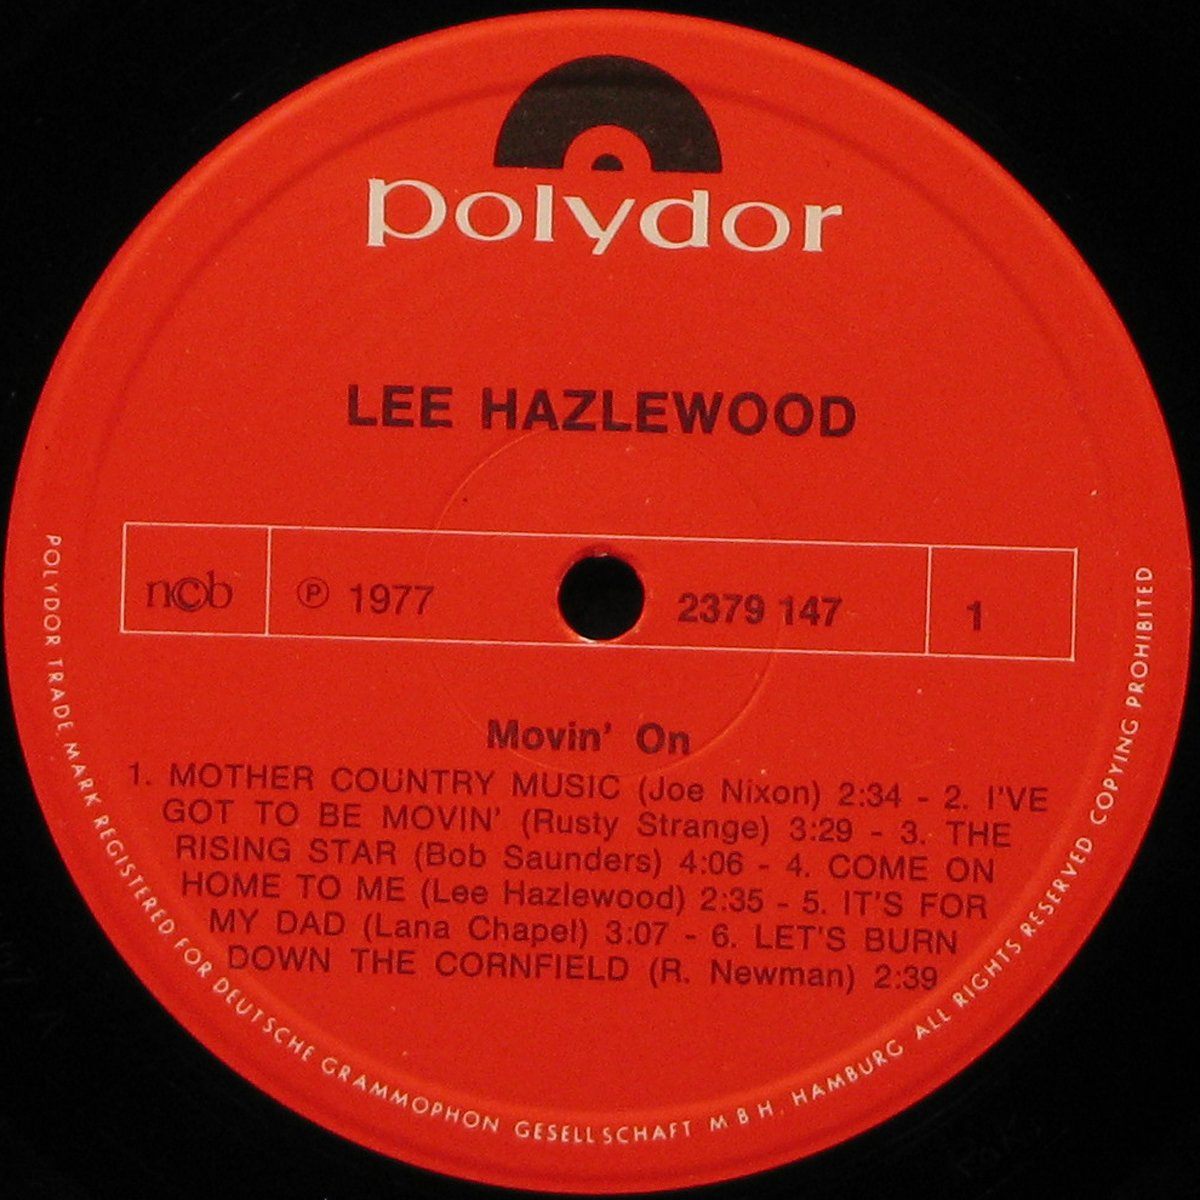 polydor
LEE HAZLEWOOD
n©b ℗ 1977 2379 147 1
Movin' On
1. MOTHER COUNTRY MUSIC (Joe Nixon) 2:34 - 2. I'VE
GOT TO BE MOVIN' (Rusty Strange) 3:29 - 3. THE
RISING STAR (Bob Saunders) 4:06 - 4. COME ON
HOME TO ME (Lee Hazlewood) 2:35 - 5. IT'S FOR
MY DAD (Lana Chapel) 3:07 - 6. LET'S BURN
DOWN THE CORNFIELD (R. Newman) 2:39
POLYDOR TRADE MARK REGISTERED FOR DEUTSCHE GRAMMOPHON GESELLSCHAFT M B H. HAMBURG ALL RIGHTS RESERVED COPYING PROHIBITED